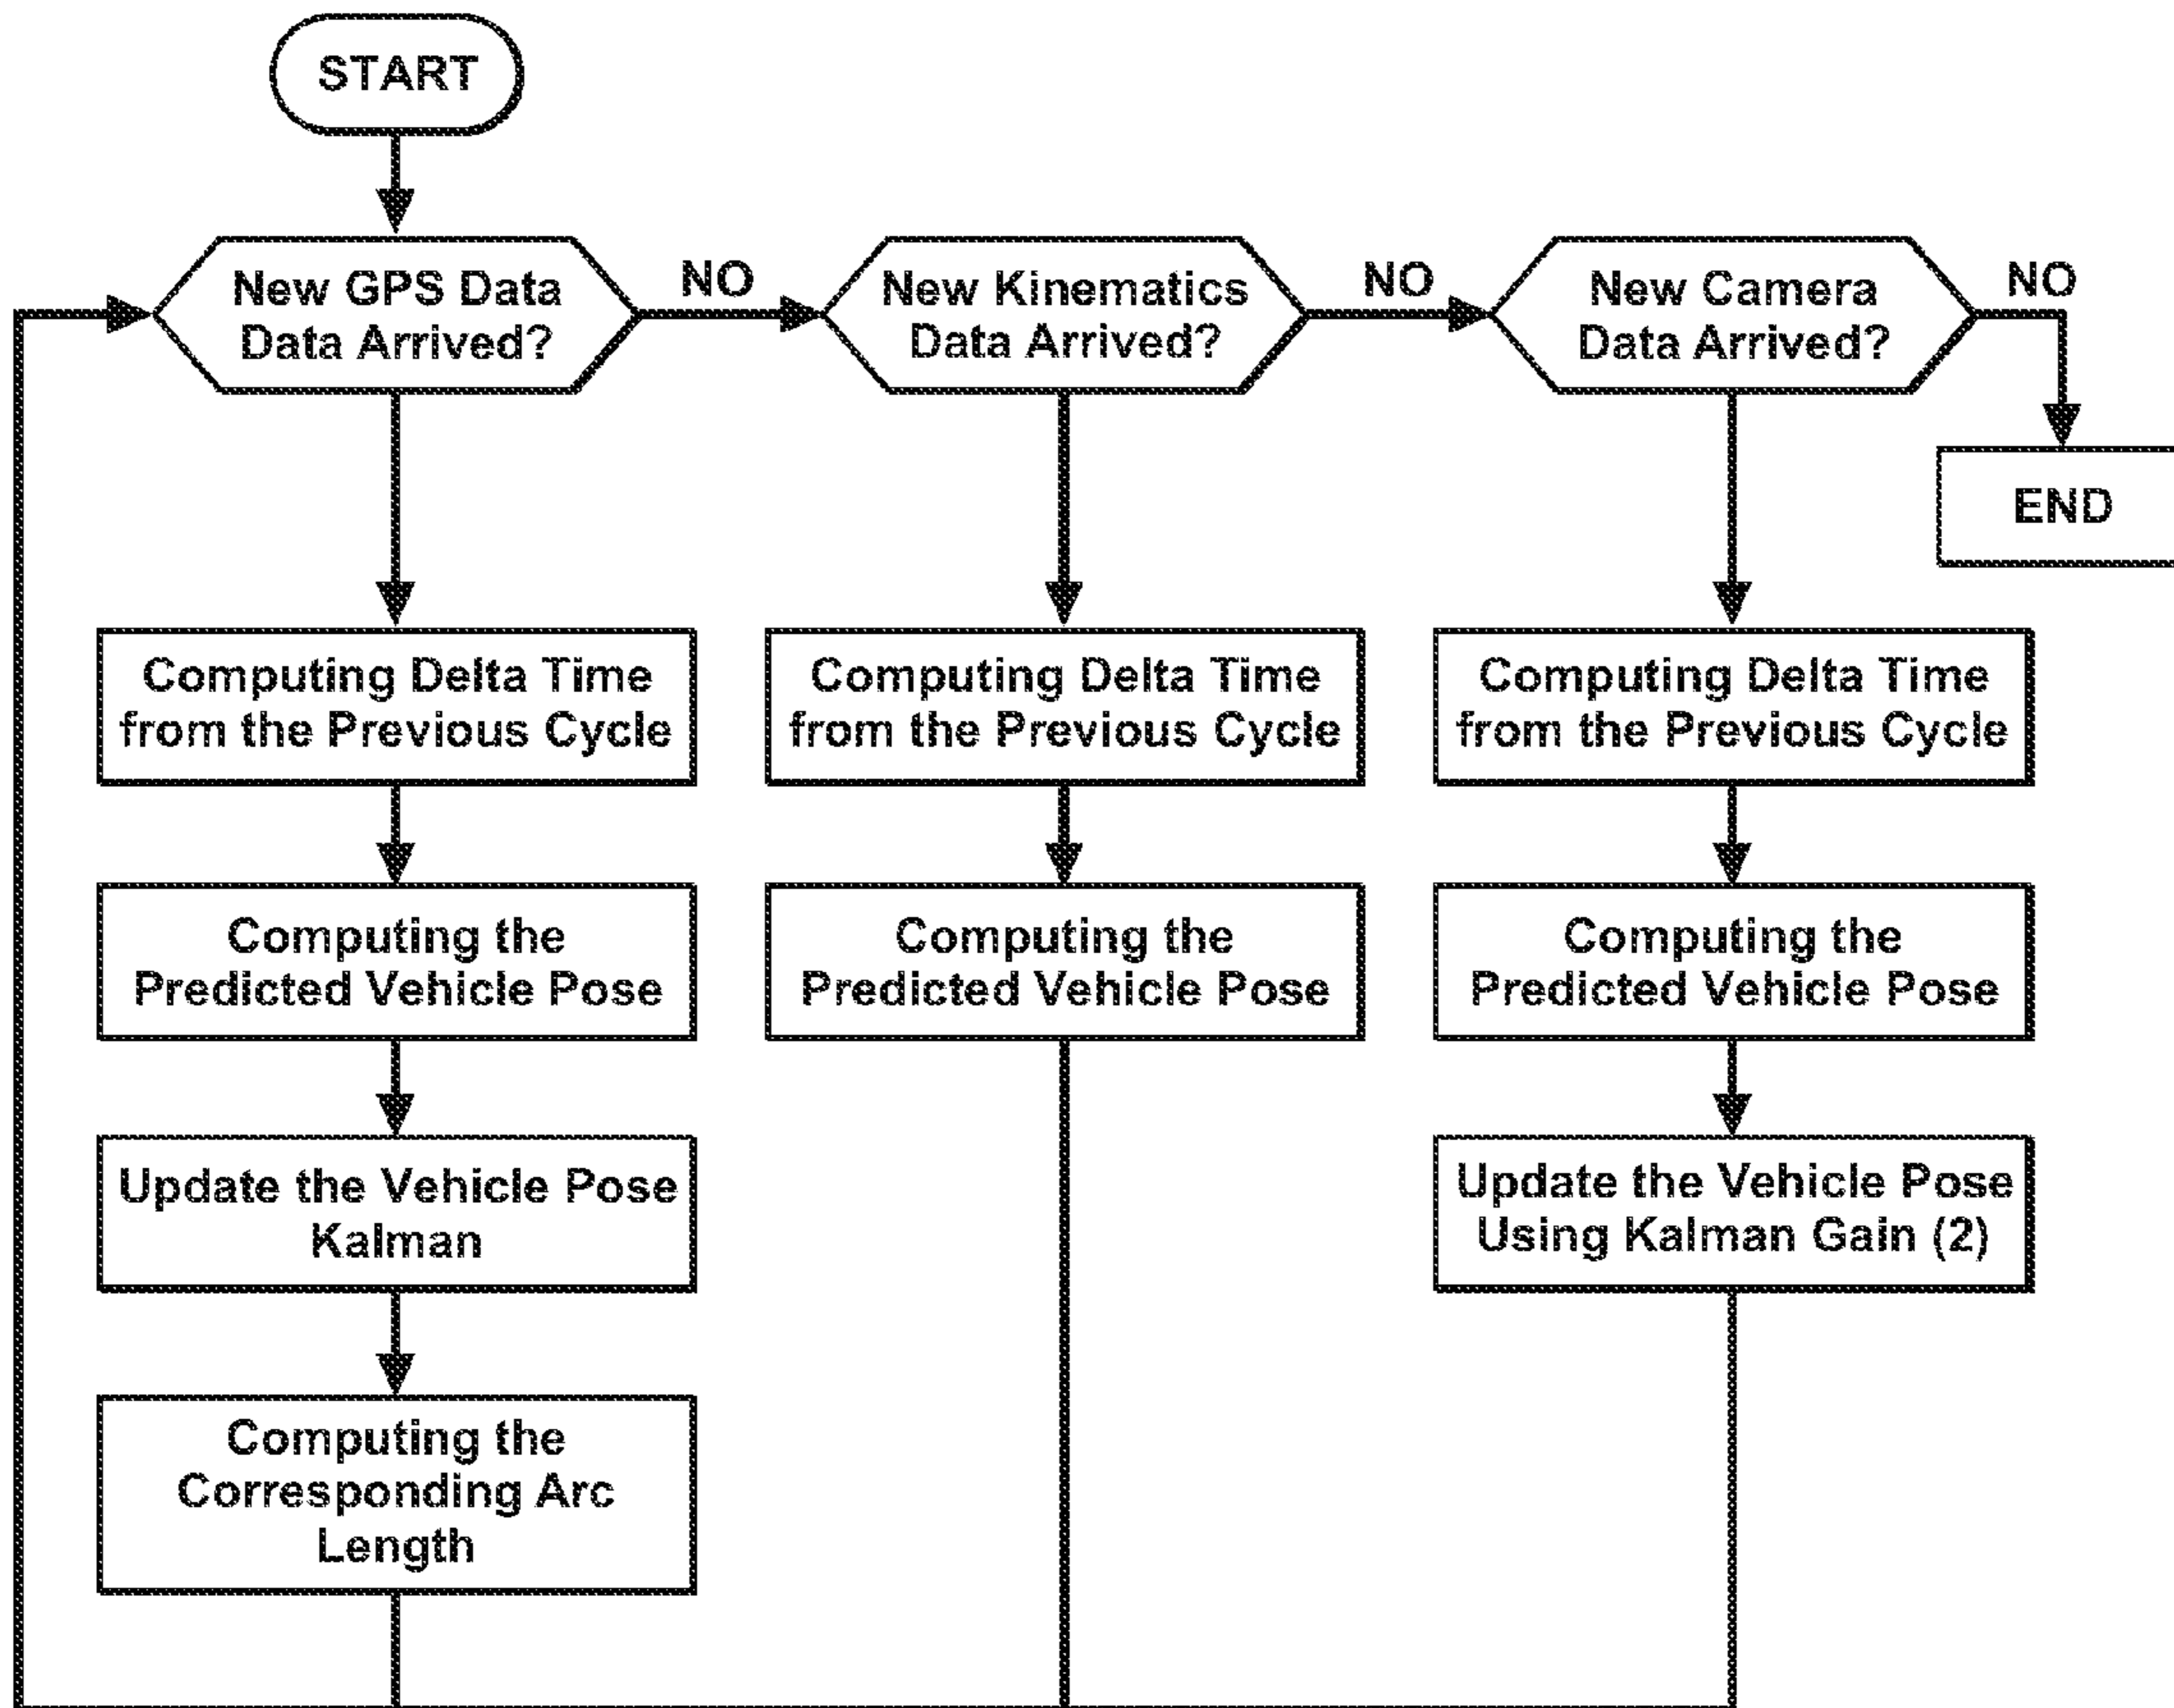 START
New GPS Data
Data Arrived?
NO
New Kinematics
Data Arrived?
NO
New Camera
Data Arrived?
NO
END
Computing Delta Time
from the Previous Cycle
Computing Delta Time
from the Previous Cycle
Computing Delta Time
from the Previous Cycle
Computing the
Predicted Vehicle Pose
Computing the
Predicted Vehicle Pose
Computing the
Predicted Vehicle Pose
Update the Vehicle Pose
Kalman
Update the Vehicle Pose
Using Kalman Gain (2)
Computing the
Corresponding Arc
Length